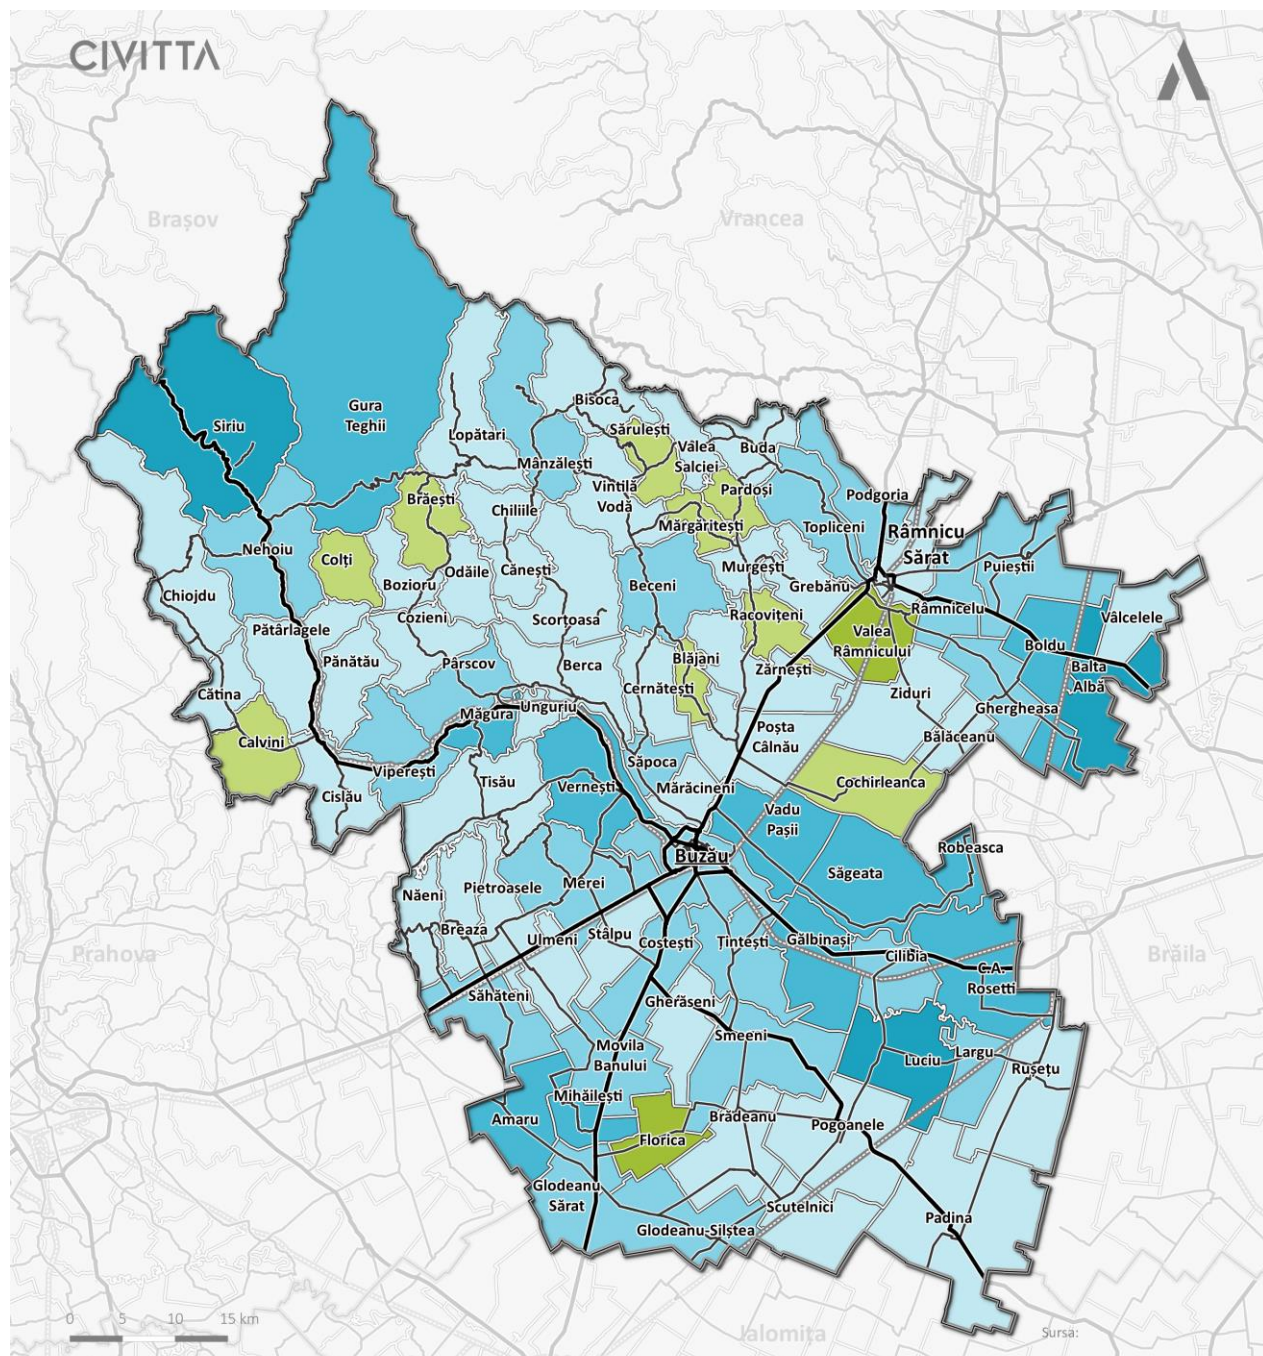 CIVITTA
Brașov
Vrancea
Siriu
Gura
Teghii
Bisoca
Lopătari
Sărulești
Mânzălești
Vâlea
Salciei
Buda
Vintilă
Vodă
Pardoși
Podgoria
Brăești
Chiliile
Mărgăritești
Topliceni
Râmnicu
Sărat
Nehoiu
Colți
Bozioru
Odăile
Cănești
Beceni
Murgești
Grebănu
Puieștii
Chiojdu
Cozieni
Scorțoasa
Racovițeni
Râmnicelu
Vâlcelele
Pătârlagele
Pănătău
Pârscov
Berca
Blăjani
Zărnești
Valea
Râmnicului
Boldu
Balta
Albă
Cătina
Cernătești
Ziduri
Ghergheasa
Calvini
Măgura
Unguriu
Poșta
Câlnău
Bălăceanu
Viperești
Săpoca
Cislău
Tisău
Vernești
Mărăcineni
Cochirleanca
Vadu
Pașii
Buzău
Robeasca
Săgeata
Năeni
Pietroasele
Merei
Breaza
Ulmeni
Stâlpu
Costești
Țintești
Gălbinași
Cilibia
Prahova
Brăila
C.A.
Rosetti
Săhăteni
Gherăseni
Smeeni
Movila
Banului
Luciu
Largu
Rușețu
Mihăilești
Amaru
Florica
Brădeanu
Pogoanele
Glodeanu
Sărat
Scutelnici
Padina
Glodeanu-Silștea
0 5 10 15 km
Ialomița
Sursa: